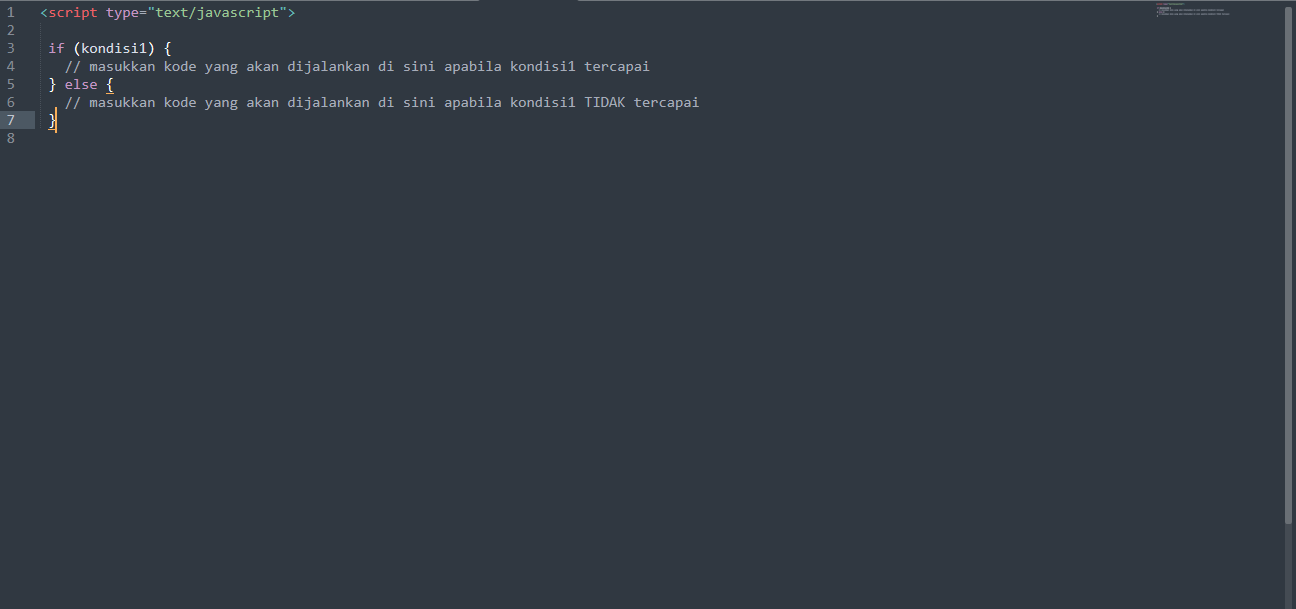 1 <script type="text/javascript">
2
3 if (kondisi1) {
4 // masukkan kode yang akan dijalankan di sini apabila kondisi1 tercapai
5 } else {
6 // masukkan kode yang akan dijalankan di sini apabila kondisi1 TIDAK tercapai
7 }
8